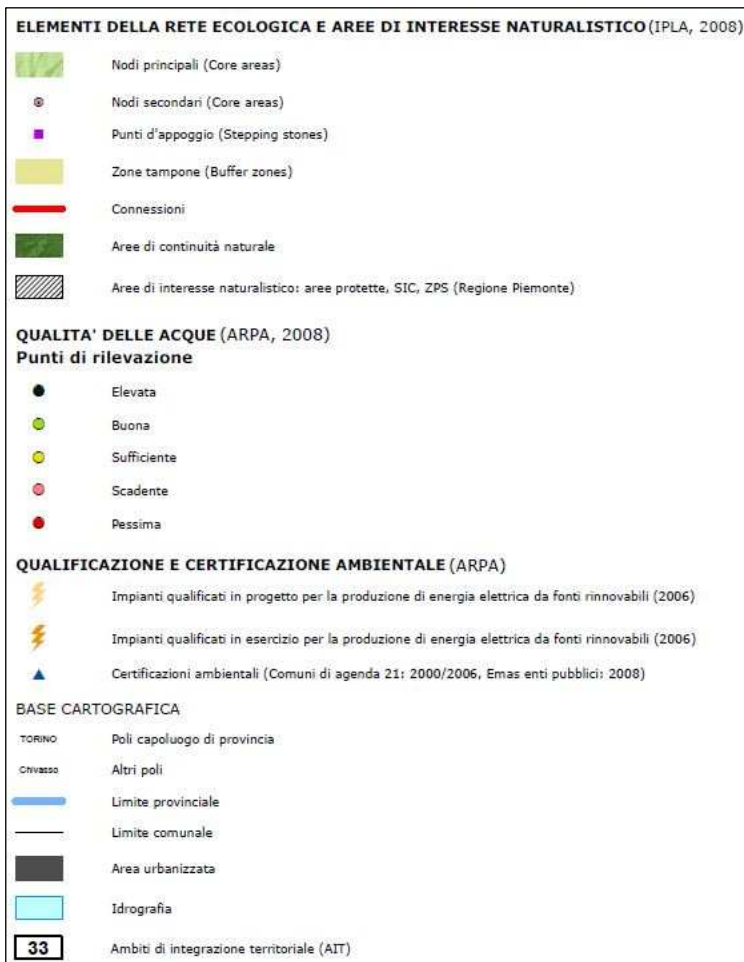 ELEMENTI DELLA RETE ECOLOGICA E AREE DI INTERESSE NATURALISTICO (IPLA, 2008)
Nodi principali (Core areas)
Nodi secondari (Core areas)
Punti d'appoggio (Stepping stones)
Zone tampone (Buffer zones)
Connessioni
Aree di continuità naturale
Aree di interesse naturalistico: aree protette, SIC, ZPS (Regione Piemonte)
QUALITA' DELLE ACQUE (ARPA, 2008)
Punti di rilevazione
Elevata
Buona
Sufficiente
Scadente
Pessima
QUALIFICAZIONE E CERTIFICAZIONE AMBIENTALE (ARPA)
Impianti qualificati in progetto per la produzione di energia elettrica da fonti rinnovabili (2006)
Impianti qualificati in esercizio per la produzione di energia elettrica da fonti rinnovabili (2006)
Certificazioni ambientali (Comuni di agenda 21: 2000/2006, Emas enti pubblici: 2008)
BASE CARTOGRAFICA
TORINO Poli capoluogo di provincia
Chivasso Altri poli
Limite provinciale
Limite comunale
Area urbanizzata
Idrografia
33 Ambiti di integrazione territoriale (AIT)